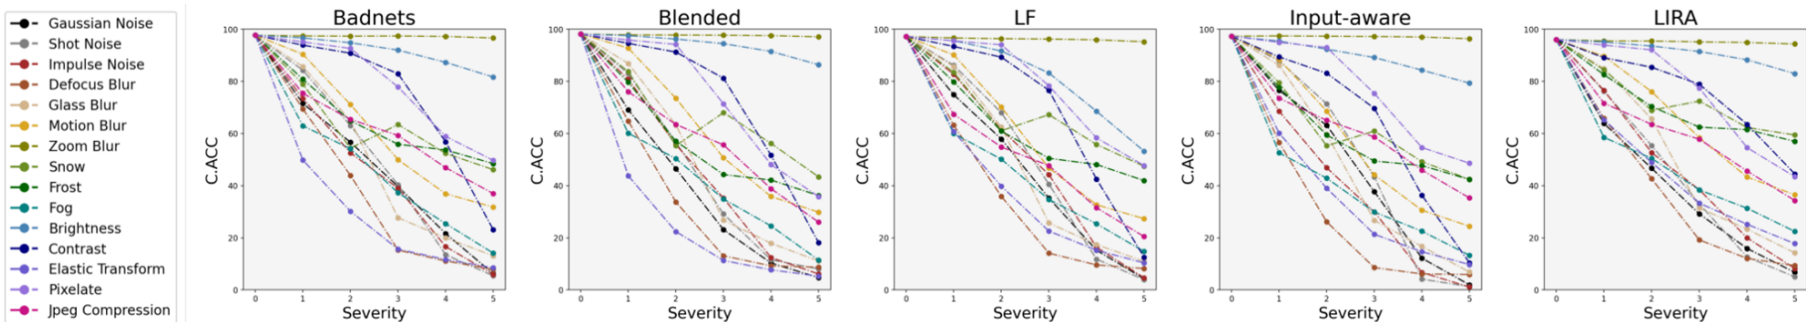 Gaussian Noise
Shot Noise
Impulse Noise
Defocus Blur
Glass Blur
Motion Blur
Zoom Blur
Snow
Frost
Fog
Brightness
Contrast
Elastic Transform
Pixelate
Jpeg Compression
Badnets
C.ACC
100
80
60
40
20
0
0 1 2 3 4 5
Severity
Blended
C.ACC
100
80
60
40
20
0
0 1 2 3 4 5
Severity
LF
C.ACC
100
80
60
40
20
0
0 1 2 3 4 5
Severity
Input-aware
C.ACC
100
80
60
40
20
0
0 1 2 3 4 5
Severity
LIRA
C.ACC
100
80
60
40
20
0
0 1 2 3 4 5
Severity